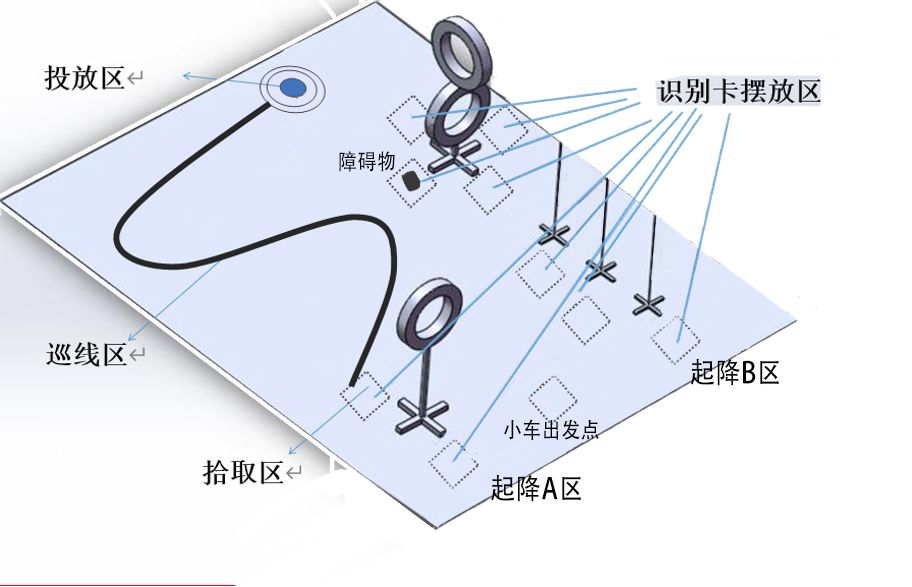 投放区↵
识别卡摆放区
障碍物
巡线区↵
起降B区
小车出发点
拾取区↵
起降A区